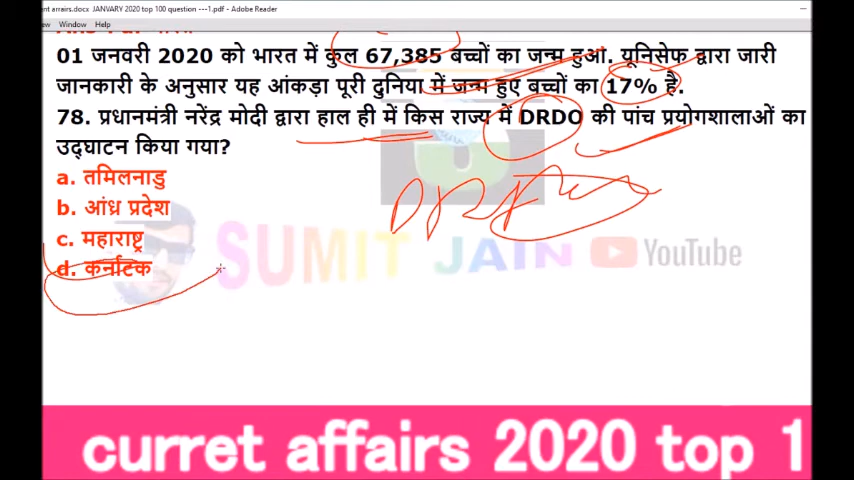 ent arrairs.docx JANVARY 2020 top 100 question ---1.pdf - Adobe Reader
ew Window Help
01 जनवरी 2020 को भारत में कुल 67,385 बच्चों का जन्म हुआ. यूनिसेफ द्वारा जारी
जानकारी के अनुसार यह आंकड़ा पूरी दुनिया में जन्म हुए बच्चों का 17% है.
78. प्रधानमंत्री नरेंद्र मोदी द्वारा हाल ही में किस राज्य में DRDO की पांच प्रयोगशालाओं का
उद्घाटन किया गया?
a. तमिलनाडु
b. आंध्र प्रदेश
c. महाराष्ट्र
d. कर्नाटक
SUMIT JAIN YouTube
curret affairs 2020 top 1